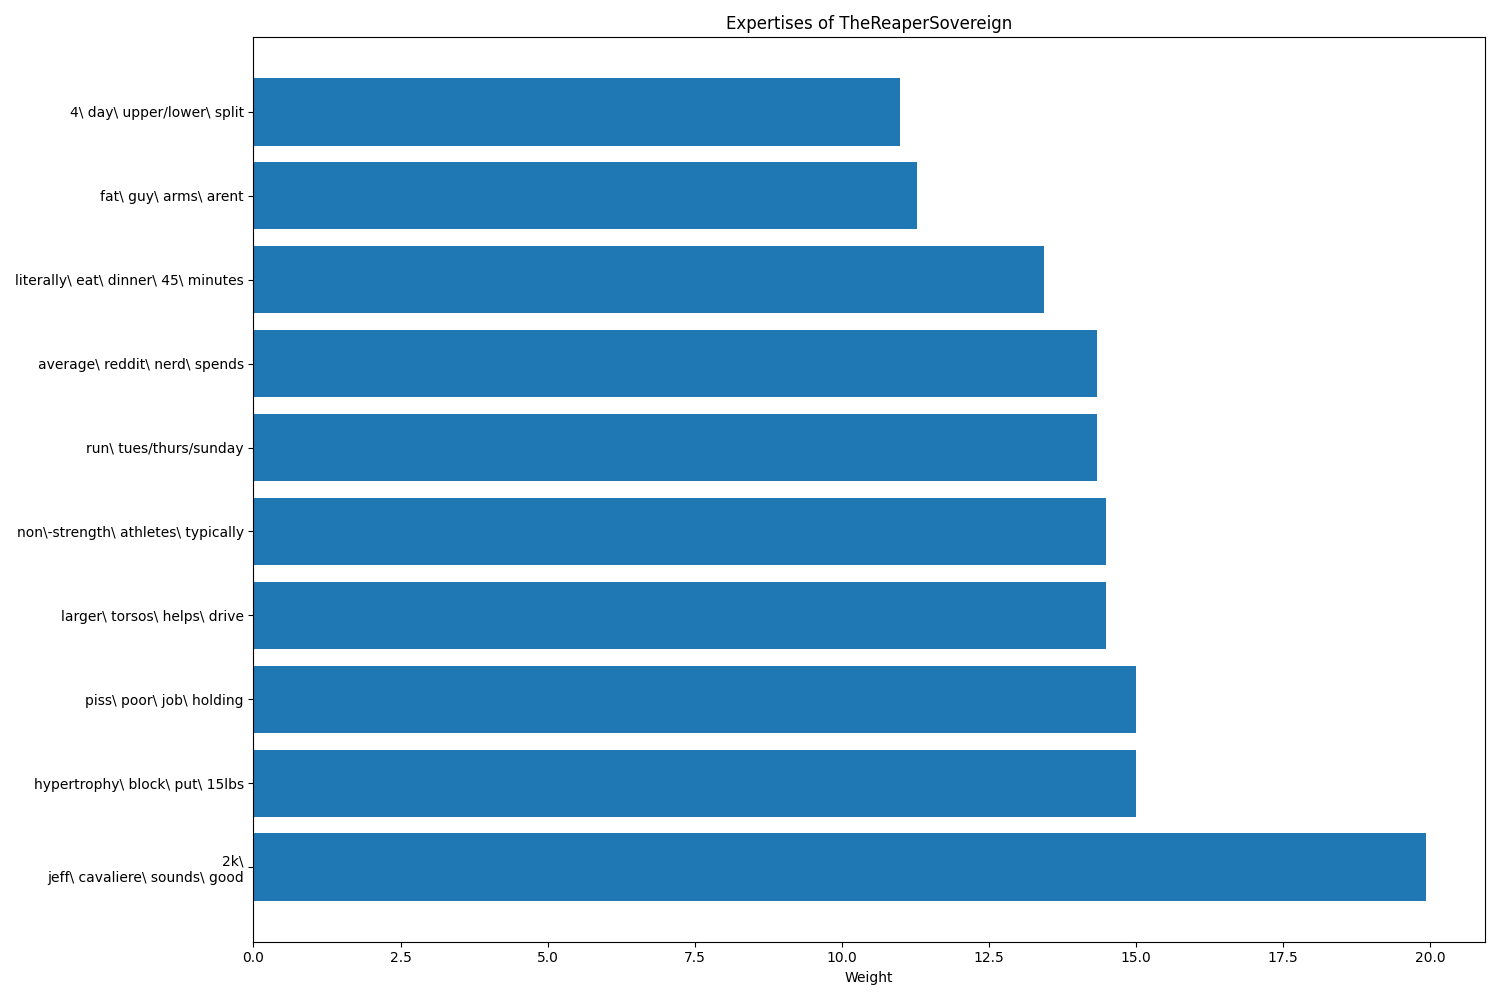 Expertises of TheReaperSovereign
4\ day\ upper/lower\ split
fat\ guy\ arms\ arent
literally\ eat\ dinner\ 45\ minutes
average\ reddit\ nerd\ spends
run\ tues/thurs/sunday
non\-strength\ athletes\ typically
larger\ torsos\ helps\ drive
piss\ poor\ job\ holding
hypertrophy\ block\ put\ 15lbs
2k\
jeff\ cavaliere\ sounds\ good
0.0 2.5 5.0 7.5 10.0 12.5 15.0 17.5 20.0
Weight